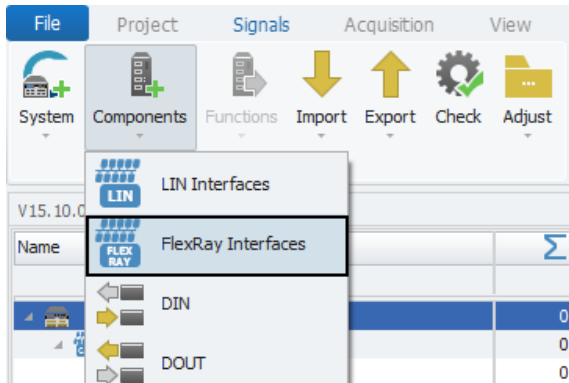 File Project Signals Acquisition View
System Components Functions Import Export Check Adjust
LIN LIN Interfaces
V15.10.0
FLEX RAY FlexRay Interfaces
Name Σ
DIN
0
0
DOUT
0